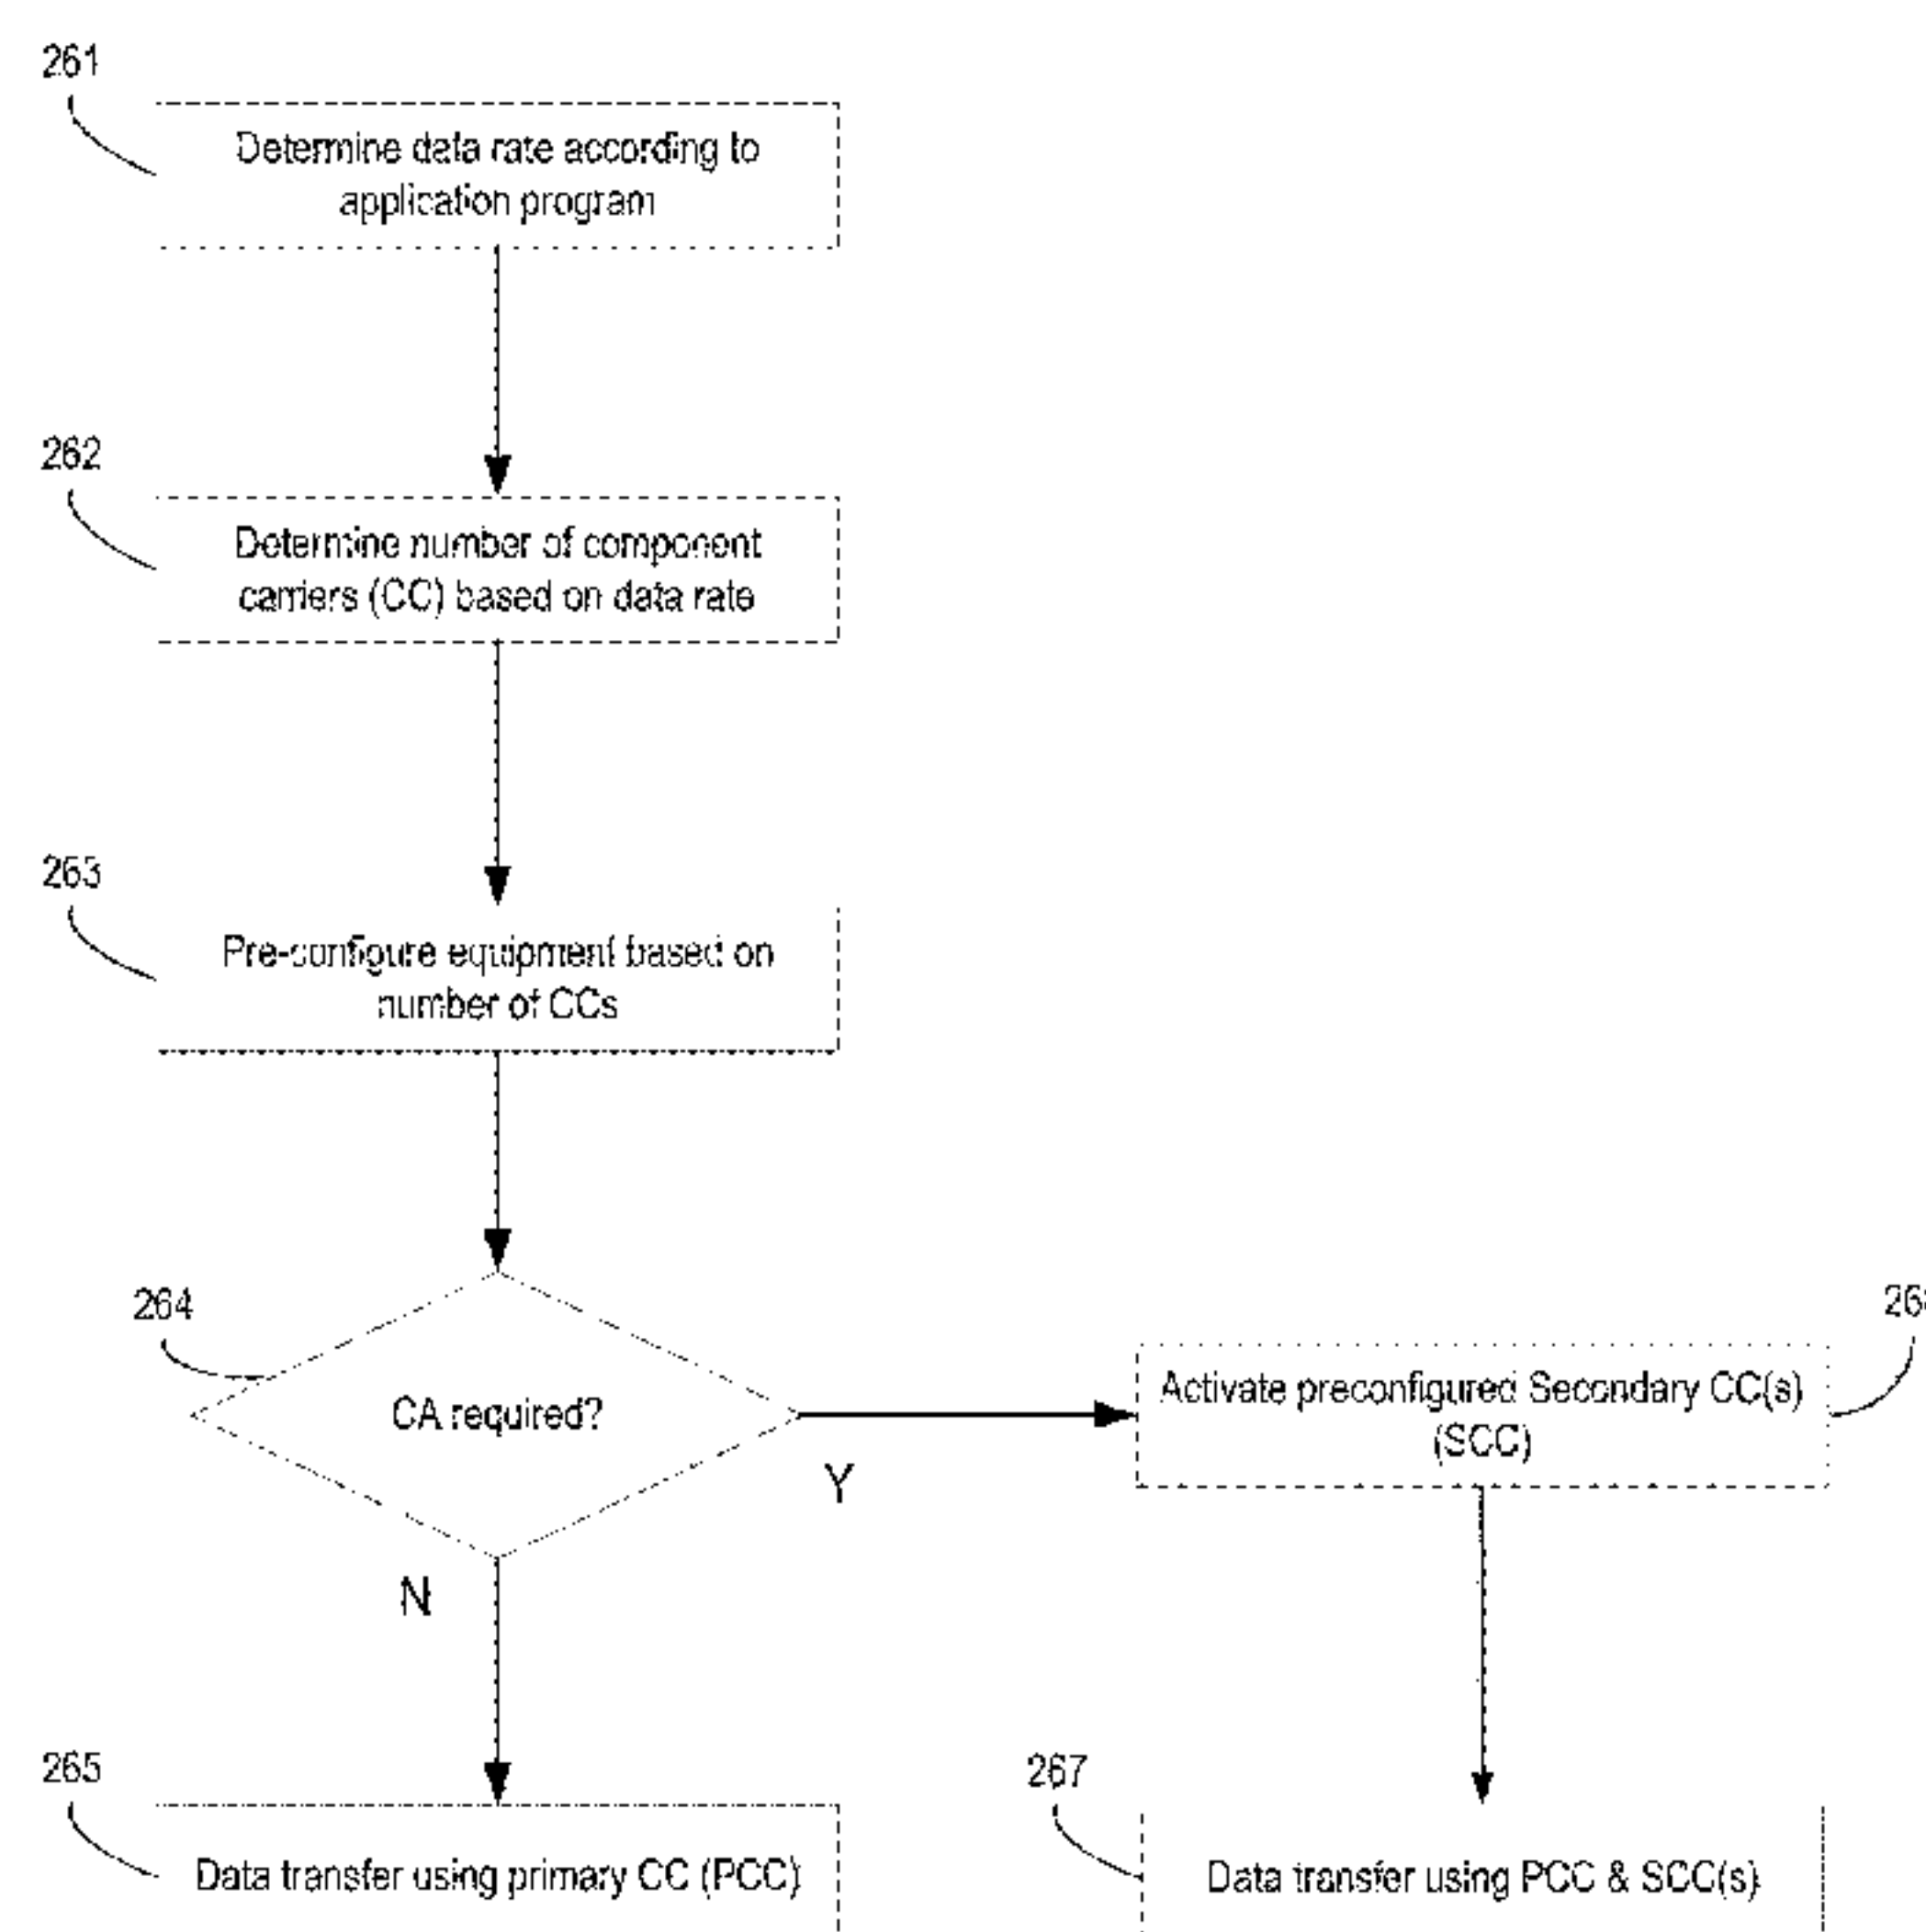 261
Determine data rate according to
application program
262
Determine number of component
carriers (CC) based on data rate
263
Pre-configure equipment based on
number of CCs
264
CA required?
Y
N
Activate preconfigured Secondary CC(s)
(SCC)
265
Data transfer using primary CC (PCC)
267
Data transfer using PCC & SCC(s)